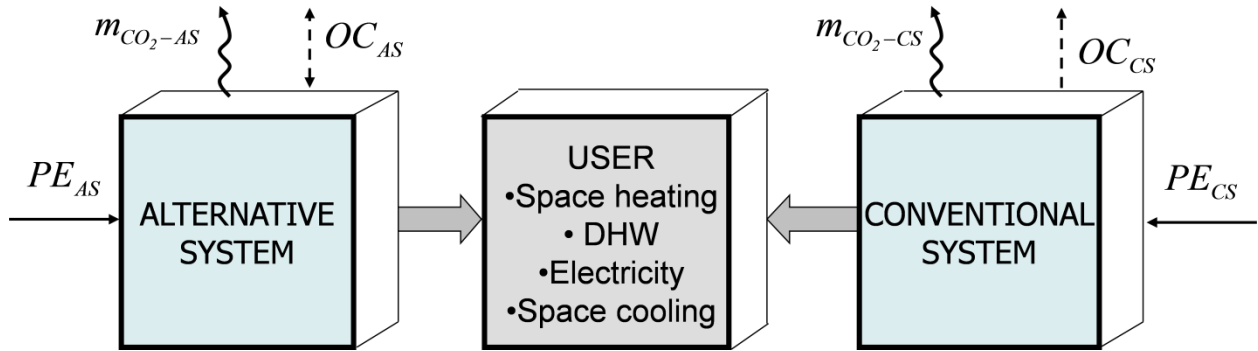 m_{CO_2-AS}
OC_{AS}
m_{CO_2-CS}
OC_{CS}
PE_{AS}
ALTERNATIVE
SYSTEM
USER
•Space heating
• DHW
•Electricity
•Space cooling
CONVENTIONAL
SYSTEM
PE_{CS}